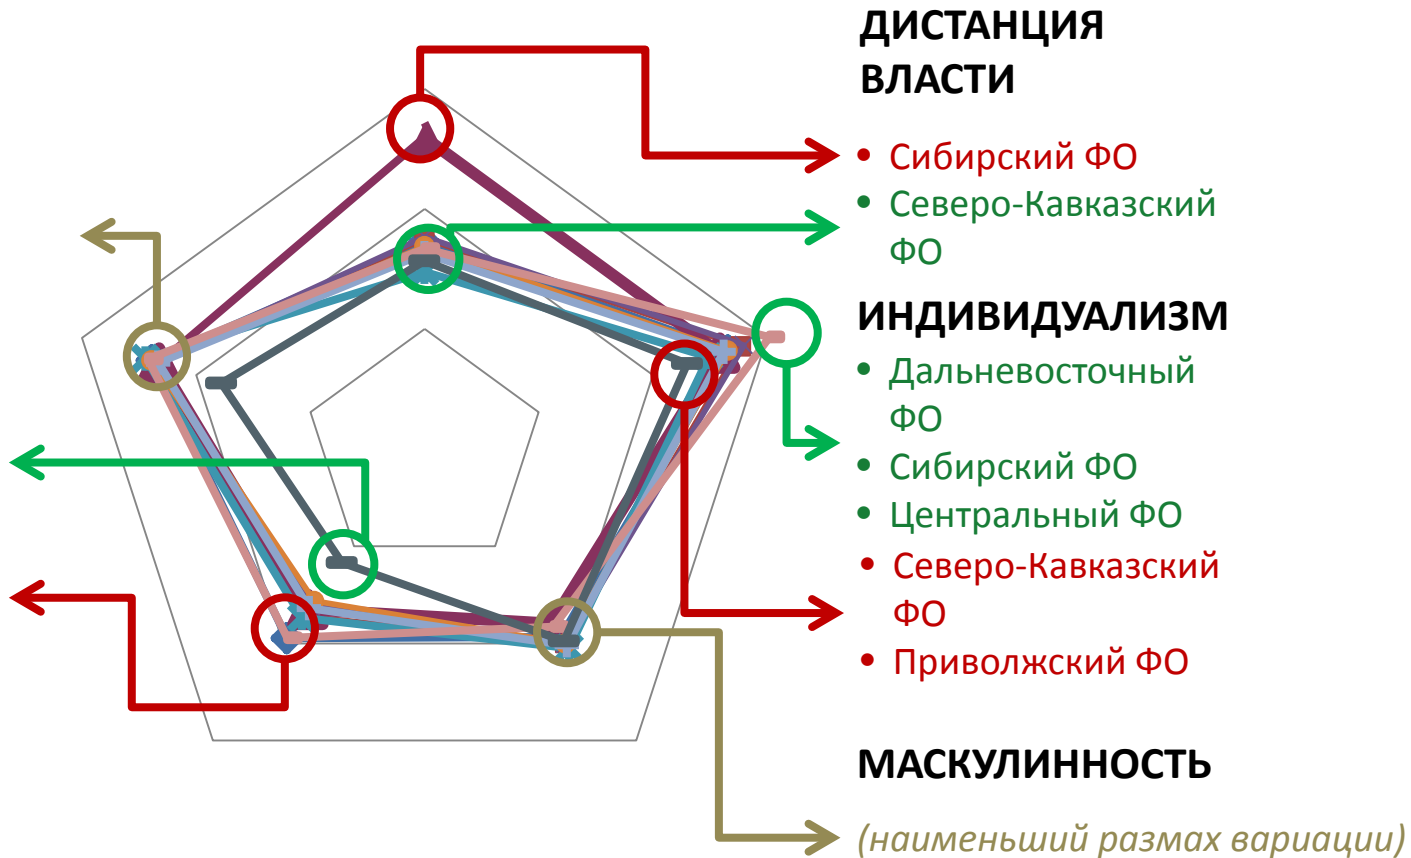 ДИСТАНЦИЯ
ВЛАСТИ
• Сибирский ФО
• Северо-Кавказский
ФО
ИНДИВИДУАЛИЗМ
• Дальневосточный
ФО
• Сибирский ФО
• Центральный ФО
• Северо-Кавказский
ФО
• Приволжский ФО
МАСКУЛИННОСТЬ
(наименьший размах вариации)